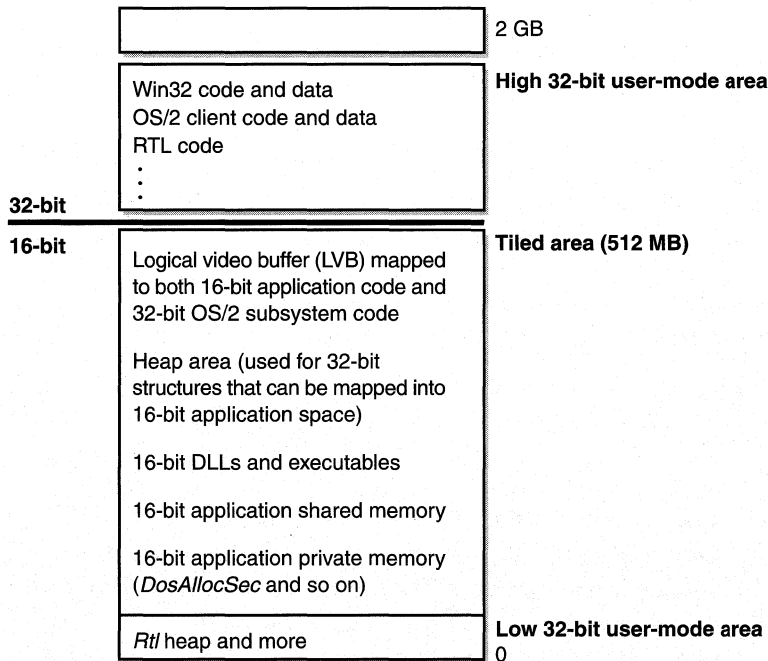 2 GB
High 32-bit user-mode area
Win32 code and data
OS/2 client code and data
RTL code
32-bit
16-bit
Tiled area (512 MB)
Logical video buffer (LVB) mapped
to both 16-bit application code and
32-bit OS/2 subsystem code
Heap area (used for 32-bit
structures that can be mapped into
16-bit application space)
16-bit DLLs and executables
16-bit application shared memory
16-bit application private memory
(DosAllocSec and so on)
Rtl heap and more
Low 32-bit user-mode area
0